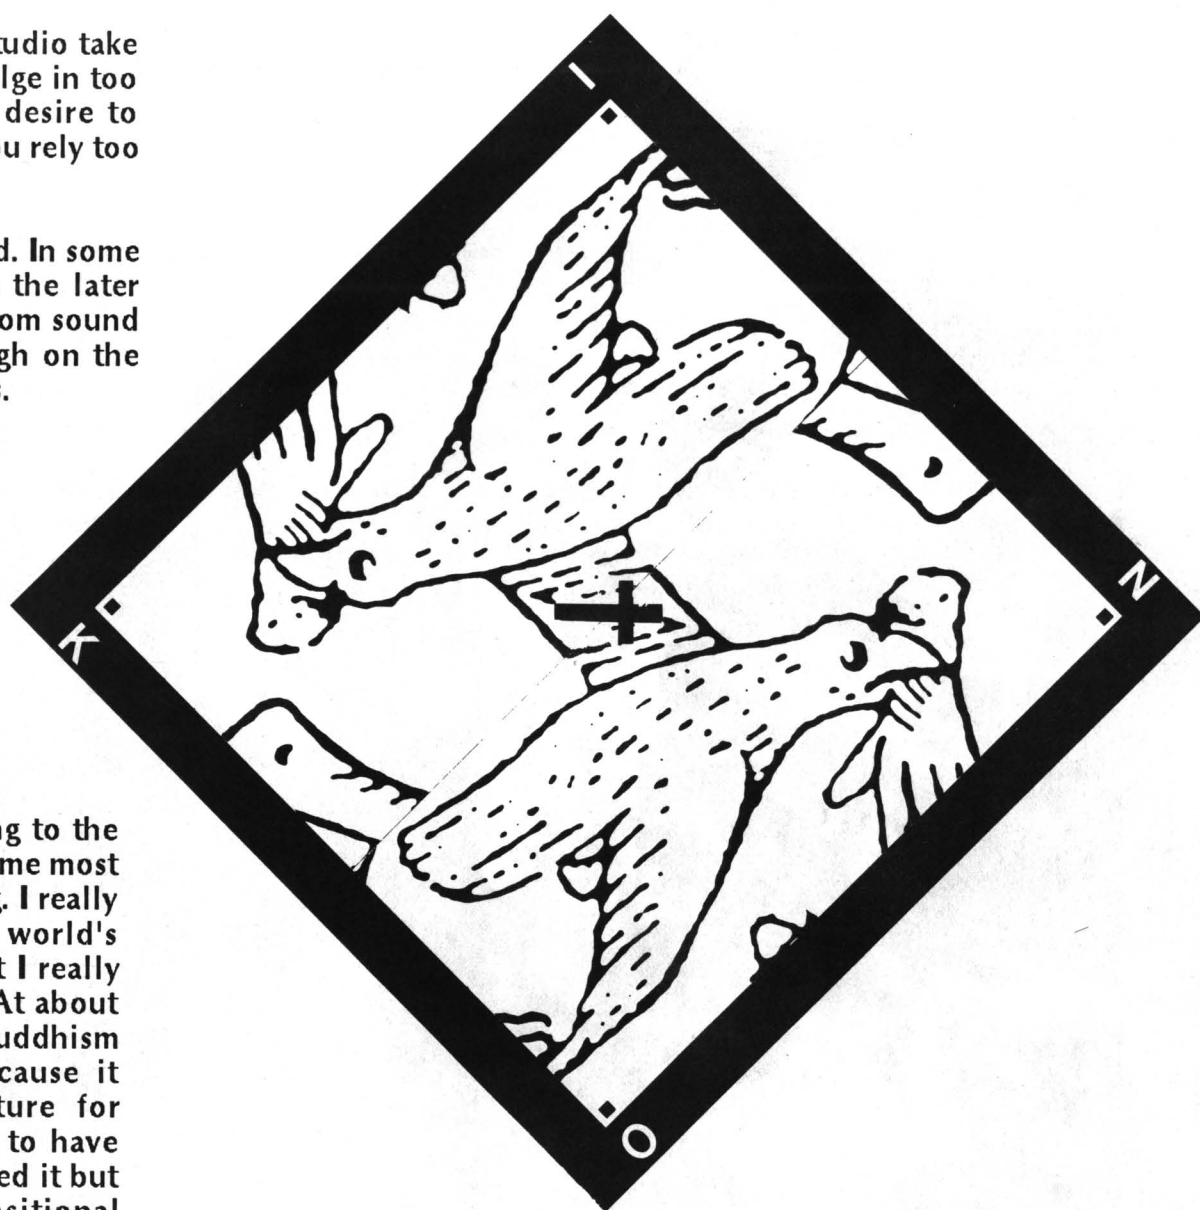 tudio take
lge in too
desire to
u rely too
d. In some
the later
om sound
gh on the
I
N
K
O
ng to the
me most
. I really
world's
t I really
At about
uddhism
cause it
ture for
to have
ed it but